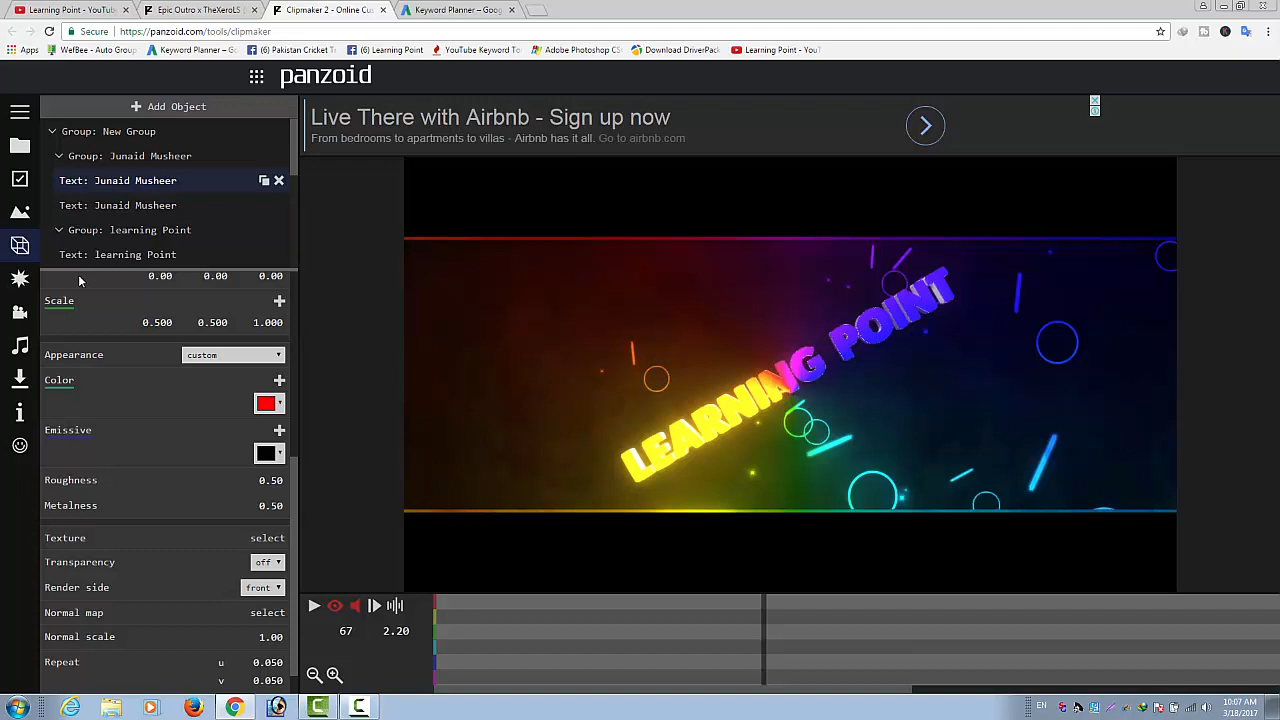 Learning Point - YouTub
Epic Outro x TheXeroLS
Clipmaker 2 - Online Cu
Keyword Planner – Goog
Secure
https://panzoid.com/tools/clipmaker
Apps
WefBee - Auto Group
Keyword Planner – G
(6) Pakistan Cricket T
(6) Learning Point
YouTube Keyword To
Adobe Photoshop CS
Download DriverPac
Learning Point - YouT
panzoid
Add Object
Group: New Group
Group: Junaid Musheer
Text: Junaid Musheer
Text: Junaid Musheer
Group: learning Point
Text: learning Point
0.00 0.00 0.00
Scale
0.500 0.500 1.000
Appearance custom
Color
Emissive
Roughness 0.50
Metalness 0.50
Texture select
Transparency off
Render side front
Normal map select
Normal scale 1.00
Repeat u 0.050
v 0.050
Live There with Airbnb - Sign up now
From bedrooms to apartments to villas - Airbnb has it all. Go to airbnb.com
LEARNING POINT
67 2.20
EN
10:07 AM
3/18/2017